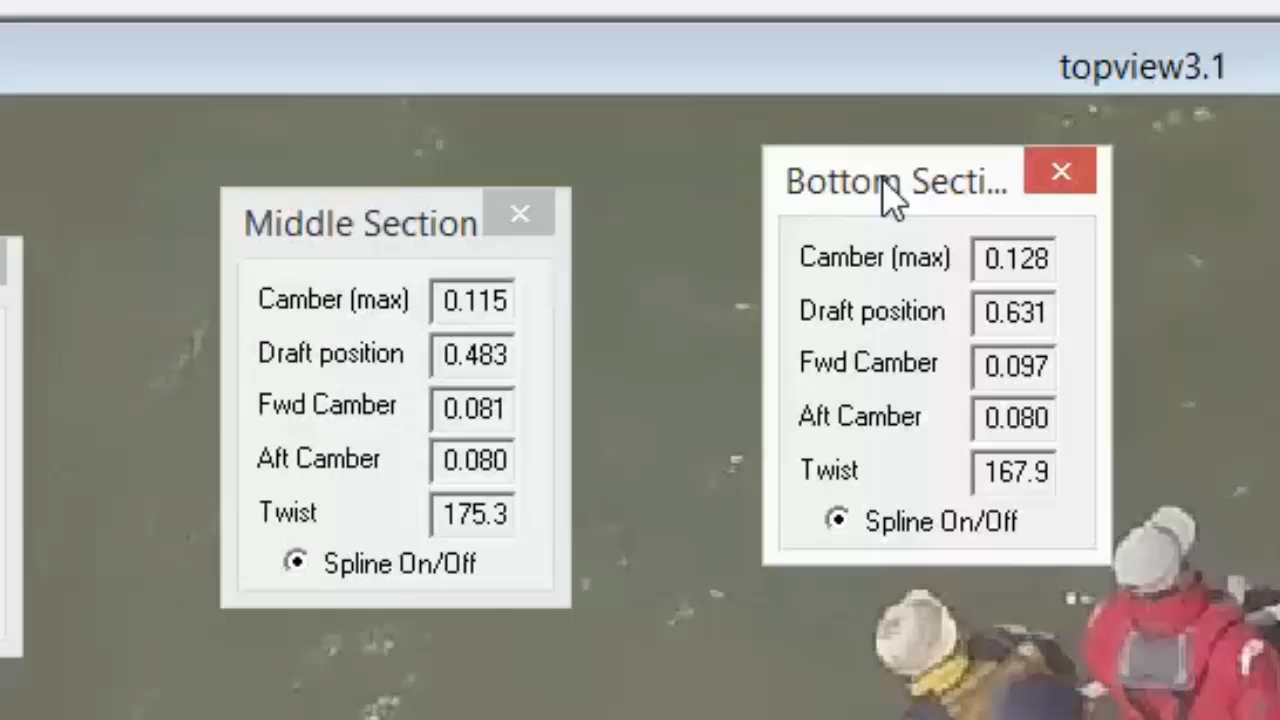 topview3.1
Middle Section
Camber (max) 0.115
Draft position 0.483
Fwd Camber 0.081
Aft Camber 0.080
Twist 175.3
Spline On/Off
Bottom Secti...
Camber (max) 0.128
Draft position 0.631
Fwd Camber 0.097
Aft Camber 0.080
Twist 167.9
Spline On/Off